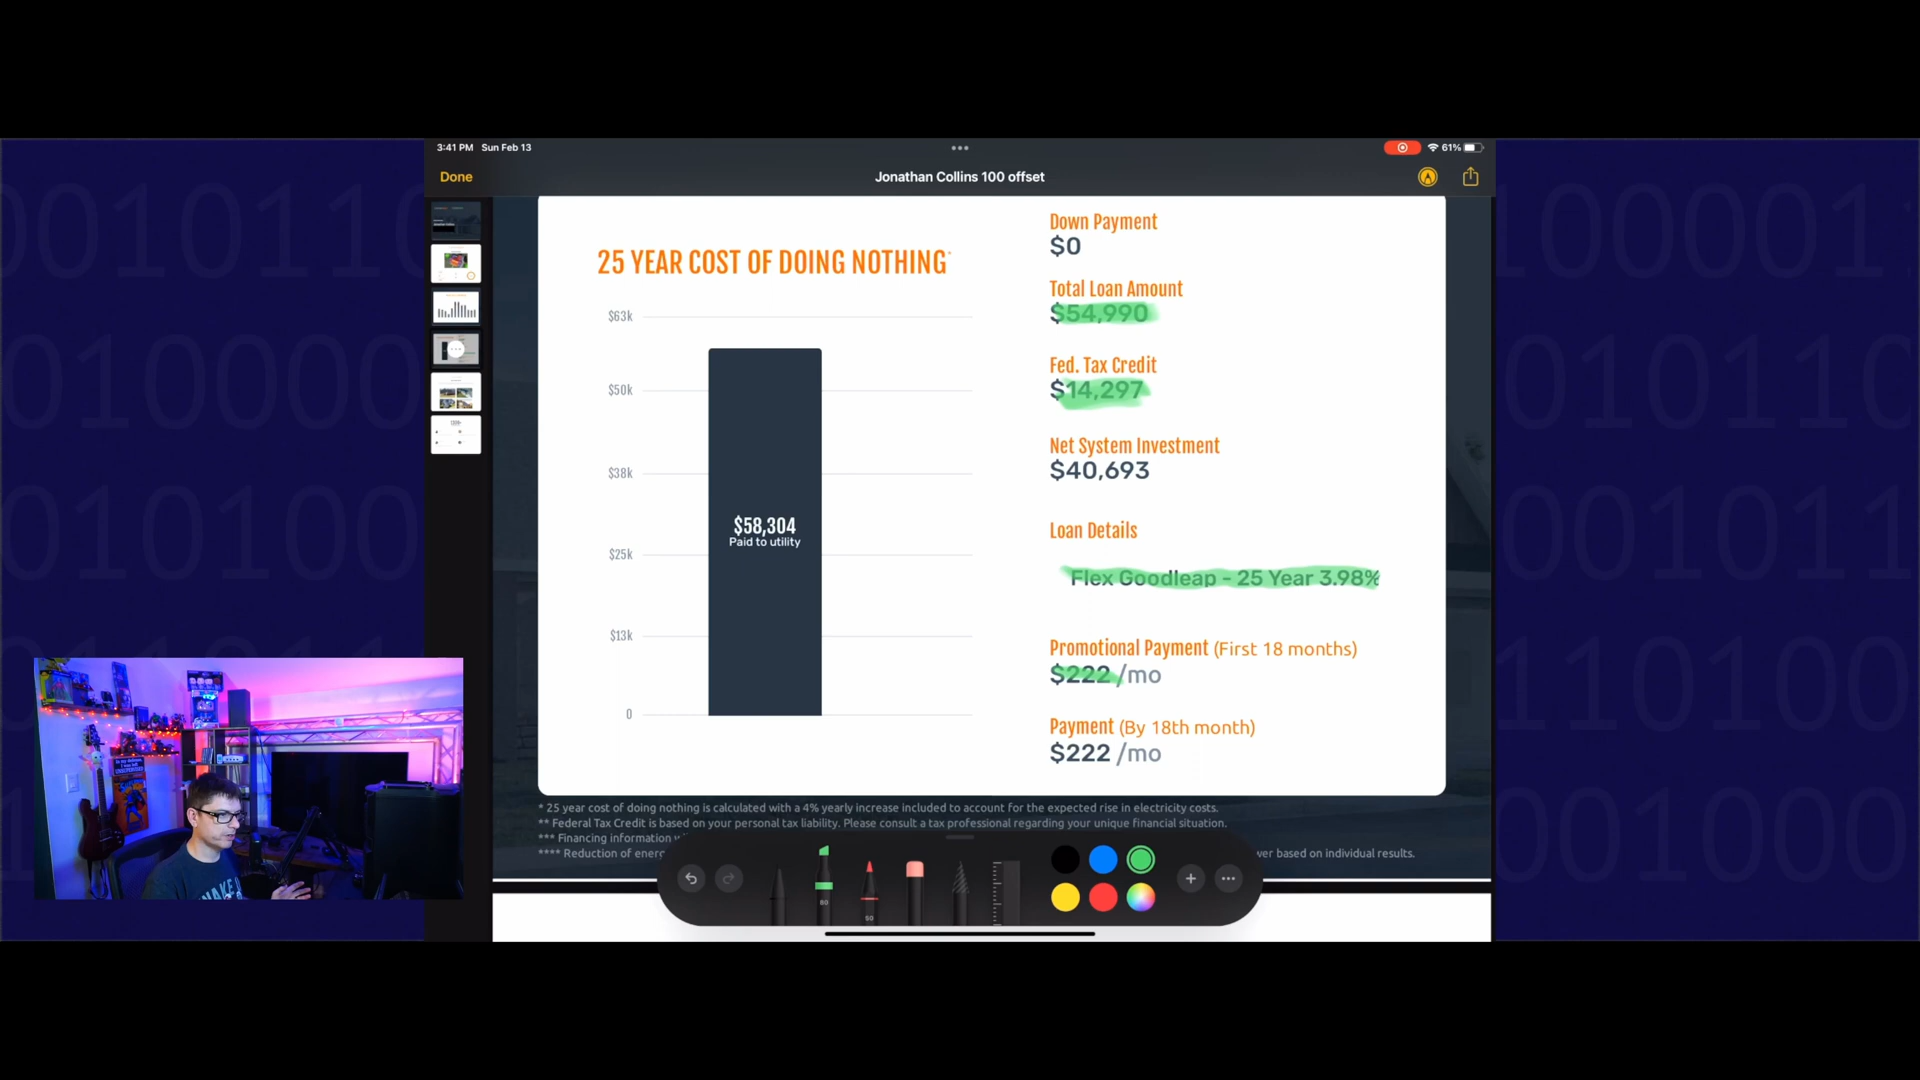 3:41 PM Sun Feb 13
61%
Done
Jonathan Collins 100 offset
25 YEAR COST OF DOING NOTHING*
$63k
$50k
$38k
$25k
$13k
0
$58,304
Paid to utility
Down Payment
$0
Total Loan Amount
$54,990
Fed. Tax Credit
$14,297
Net System Investment
$40,693
Loan Details
Flex Goodleap - 25 Year 3.98%
Promotional Payment (First 18 months)
$222 /mo
Payment (By 18th month)
$222 /mo
* 25 year cost of doing nothing is calculated with a 4% yearly increase included to account for the expected rise in electricity costs.
** Federal Tax Credit is based on your personal tax liability. Please consult a tax professional regarding your unique financial situation.
*** Financing information
**** Reduction of ener
wer based on individual results.
80
50